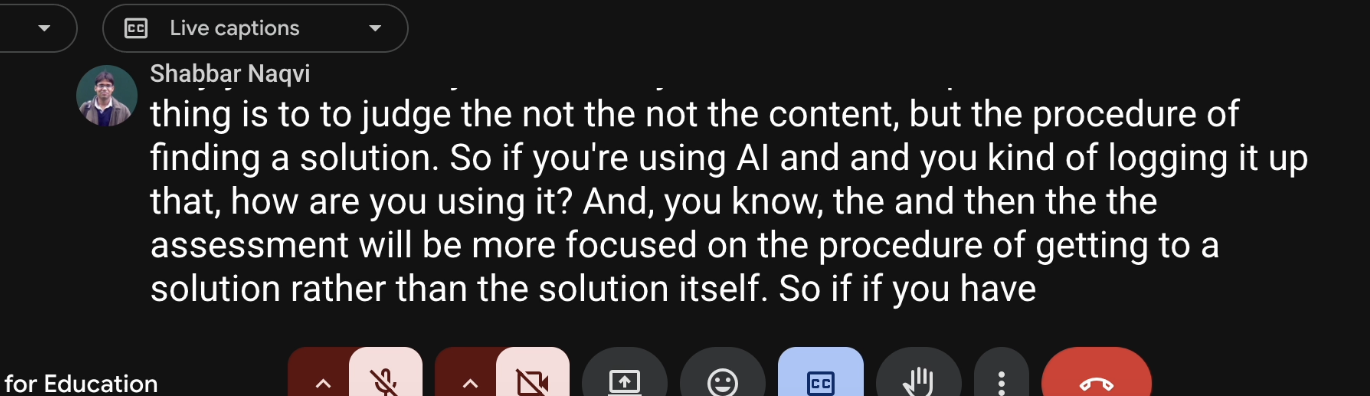 Live captions
Shabbar Naqvi
thing is to to judge the not the not the content, but the procedure of
finding a solution. So if you're using AI and and you kind of logging it up
that, how are you using it? And, you know, the and then the the
assessment will be more focused on the procedure of getting to a
solution rather than the solution itself. So if if you have
for Education